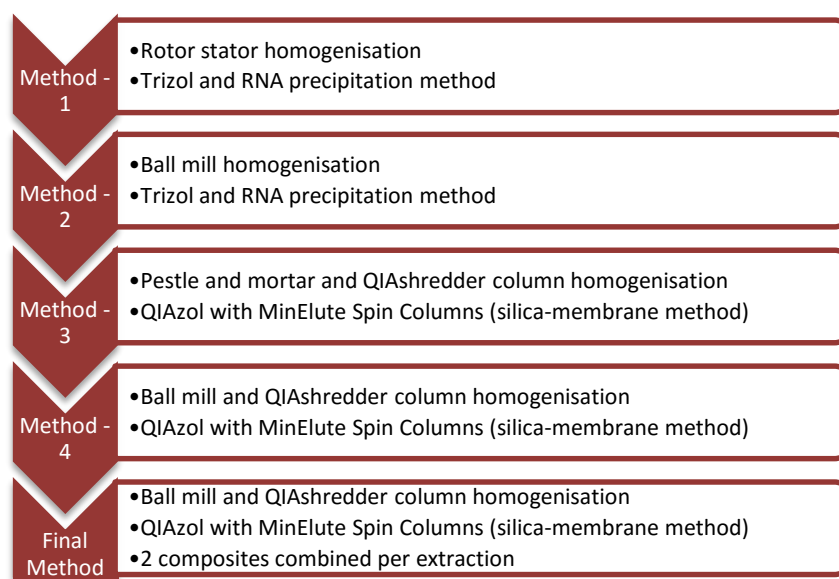 Method -
1
•Rotor stator homogenisation
•Trizol and RNA precipitation method
Method -
2
•Ball mill homogenisation
•Trizol and RNA precipitation method
Method -
3
•Pestle and mortar and QIAshredder column homogenisation
•QIAzol with MinElute Spin Columns (silica-membrane method)
Method -
4
•Ball mill and QIAshredder column homogenisation
•QIAzol with MinElute Spin Columns (silica-membrane method)
Final
Method
•Ball mill and QIAshredder column homogenisation
•QIAzol with MinElute Spin Columns (silica-membrane method)
•2 composites combined per extraction